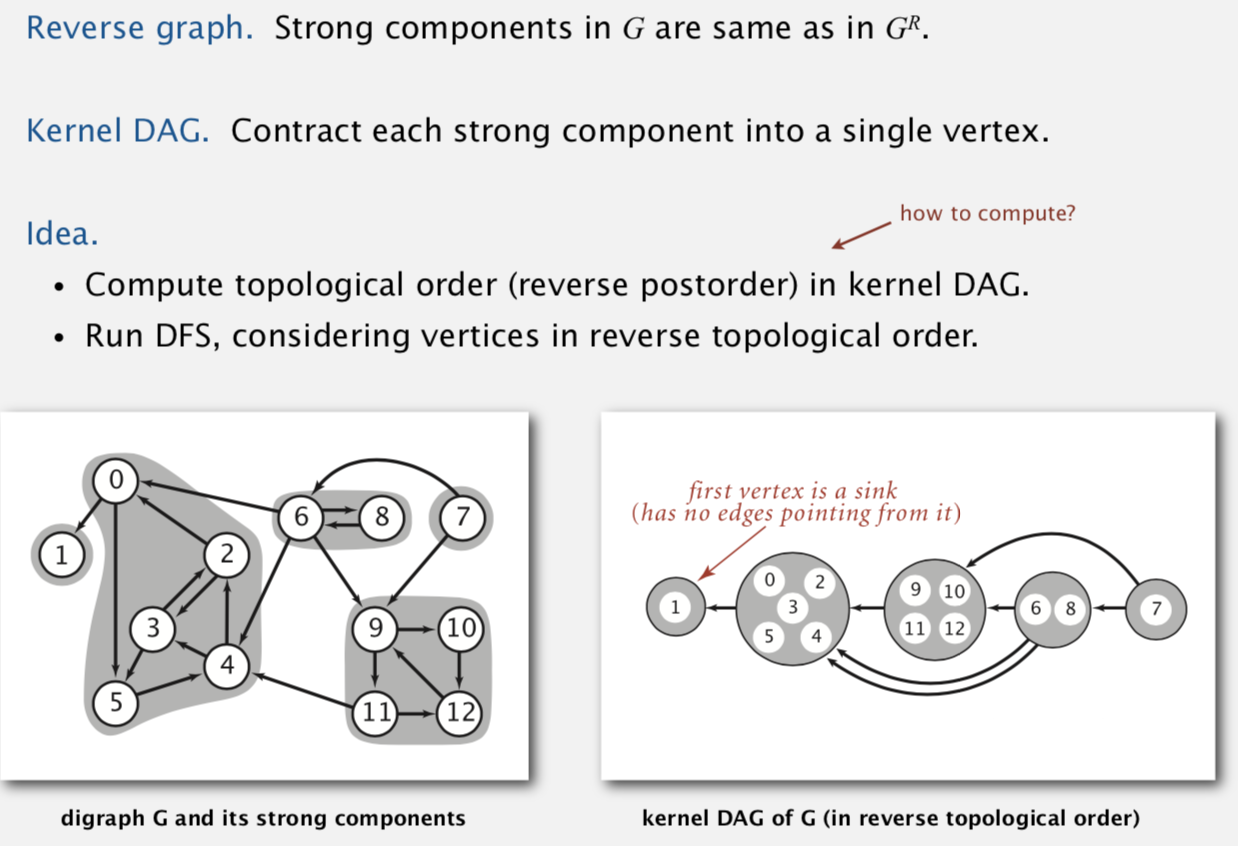 Reverse graph. Strong components in G are same as in Gᴿ.
Kernel DAG. Contract each strong component into a single vertex.
how to compute?
Idea.
• Compute topological order (reverse postorder) in kernel DAG.
• Run DFS, considering vertices in reverse topological order.
0
6
8
7
1
2
3
9
10
4
5
11
12
first vertex is a sink
(has no edges pointing from it)
0
2
9
10
1
3
6
8
7
5
4
11
12
digraph G and its strong components
kernel DAG of G (in reverse topological order)